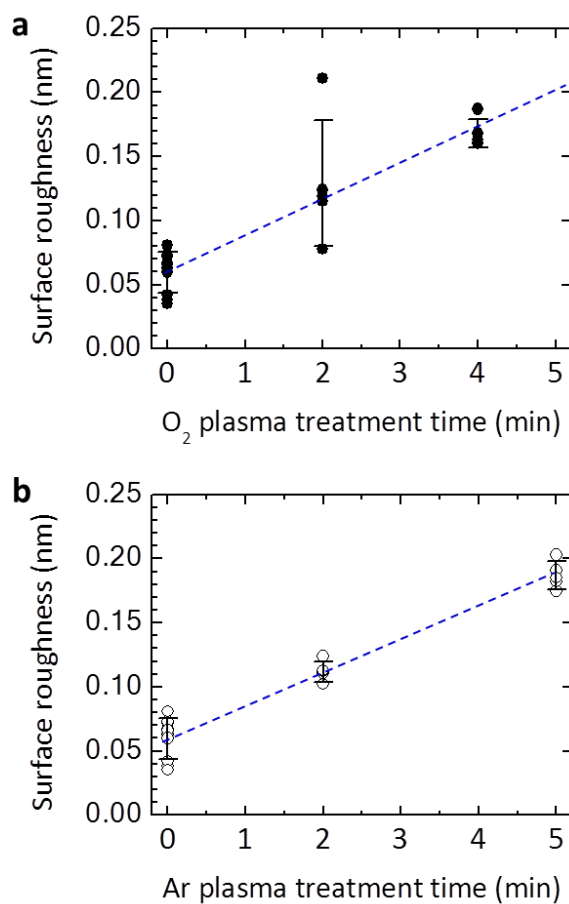 a
Surface roughness (nm)
0.25
0.20
0.15
0.10
0.05
0.00
0 1 2 3 4 5
O₂ plasma treatment time (min)
b
Surface roughness (nm)
0.25
0.20
0.15
0.10
0.05
0.00
0 1 2 3 4 5
Ar plasma treatment time (min)